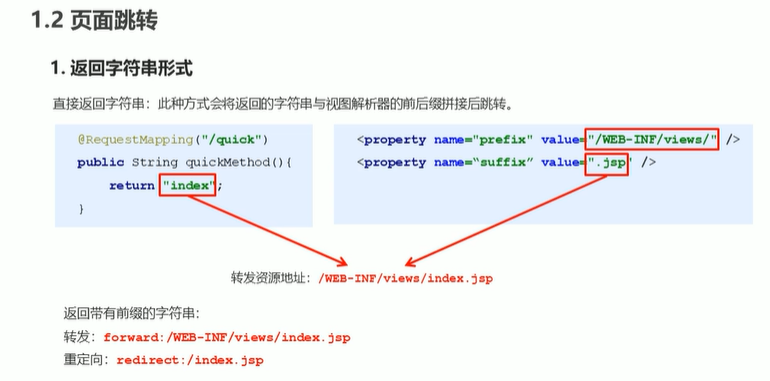 1.2 页面跳转
1. 返回字符串形式
直接返回字符串：此种方式会将返回的字符串与视图解析器的前后缀拼接后跳转。
@RequestMapping("/quick")
public String quickMethod(){
return "index";
}
<property name="prefix" value="/WEB-INF/views/" />
<property name=“suffix” value=".jsp" />
转发资源地址：/WEB-INF/views/index.jsp
返回带有前缀的字符串：
转发：forward:/WEB-INF/views/index.jsp
重定向：redirect:/index.jsp